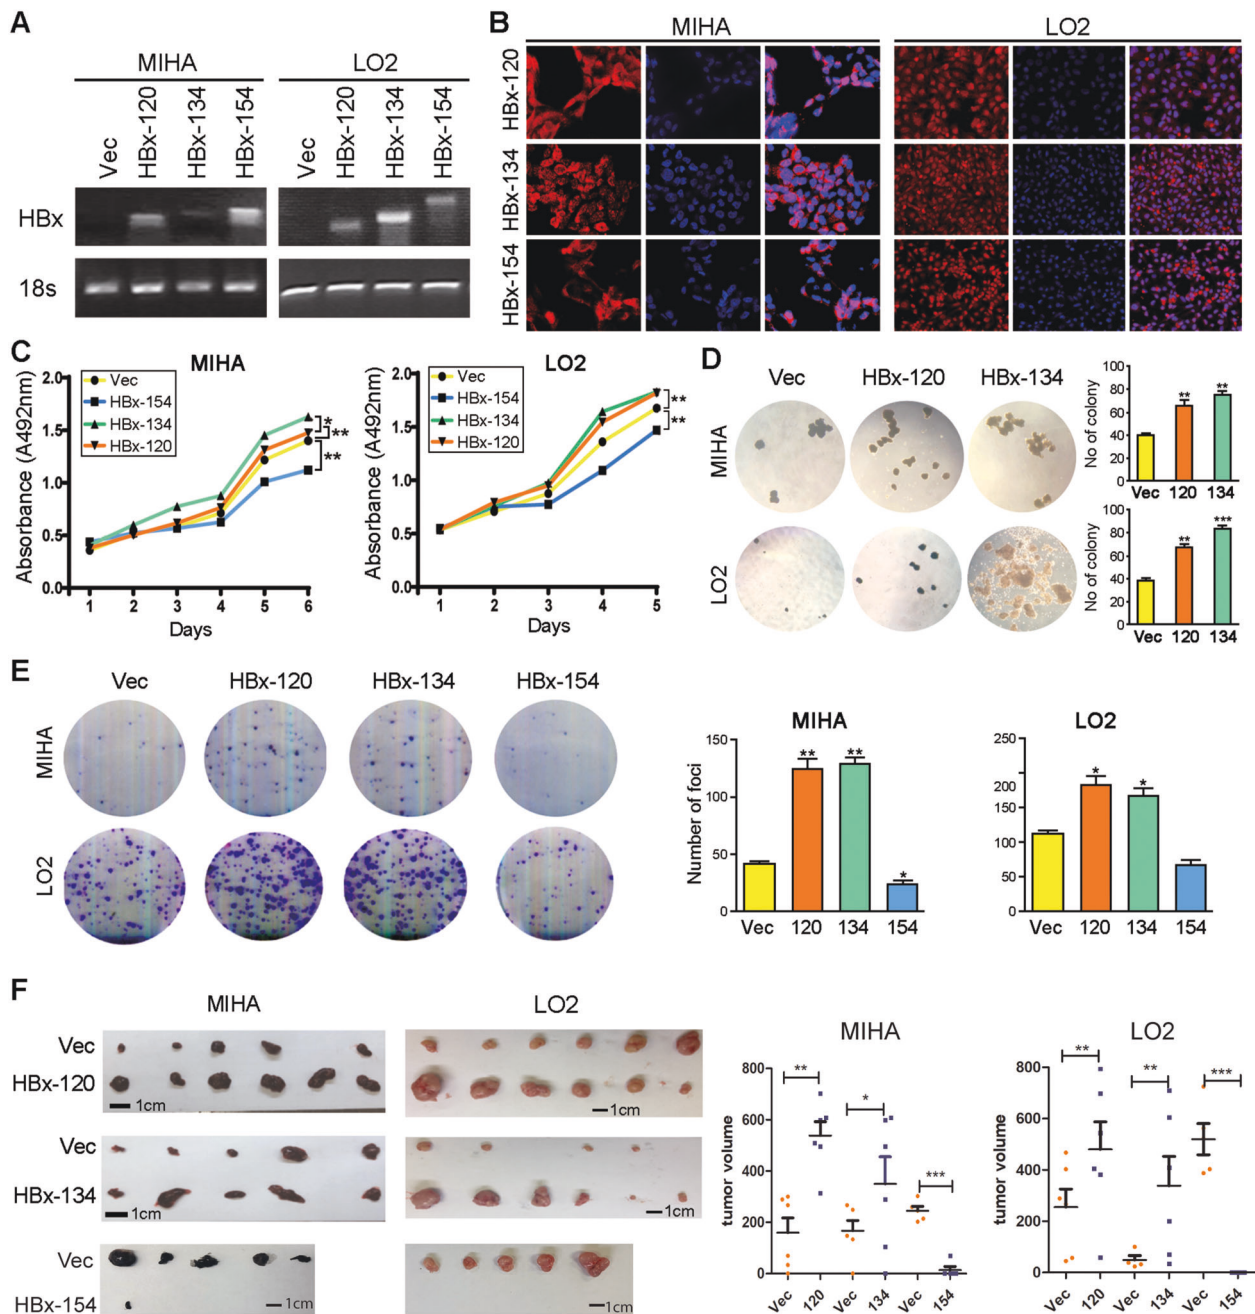 A
MIHA
LO2
Vec
HBx-120
HBx-134
HBx-154
Vec
HBx-120
HBx-134
HBx-154
HBx
18s
B
MIHA
LO2
HBx-120
HBx-134
HBx-154
C
MIHA
Absorbance (A492nm)
2.0
1.5
1.0
0.5
0.0
Vec
HBx-154
HBx-134
HBx-120
*
**
**
1 2 3 4 5 6
Days
LO2
Absorbance (A492nm)
2.0
1.5
1.0
0.5
0.0
Vec
HBx-154
HBx-134
HBx-120
**
**
1 2 3 4 5
Days
D
Vec HBx-120 HBx-134
MIHA
LO2
No of colony
100
80
60
40
20
0
** **
Vec 120 134
No of colony
100
80
60
40
20
0
** ***
Vec 120 134
E
Vec HBx-120 HBx-134 HBx-154
MIHA
LO2
MIHA
Number of foci
150
100
50
0
** ** *
Vec 120 134 154
LO2
250
200
150
100
50
0
* *
Vec 120 134 154
F
MIHA LO2
Vec
HBx-120
1cm
1cm
Vec
HBx-134
1cm
1cm
Vec
HBx-154
1cm
1cm
MIHA
tumor volume
800
600
400
200
0
** * ***
Vec 120 Vec 134 Vec 154
LO2
tumor volume
800
600
400
200
0
** ** ***
Vec 120 Vec 134 Vec 154